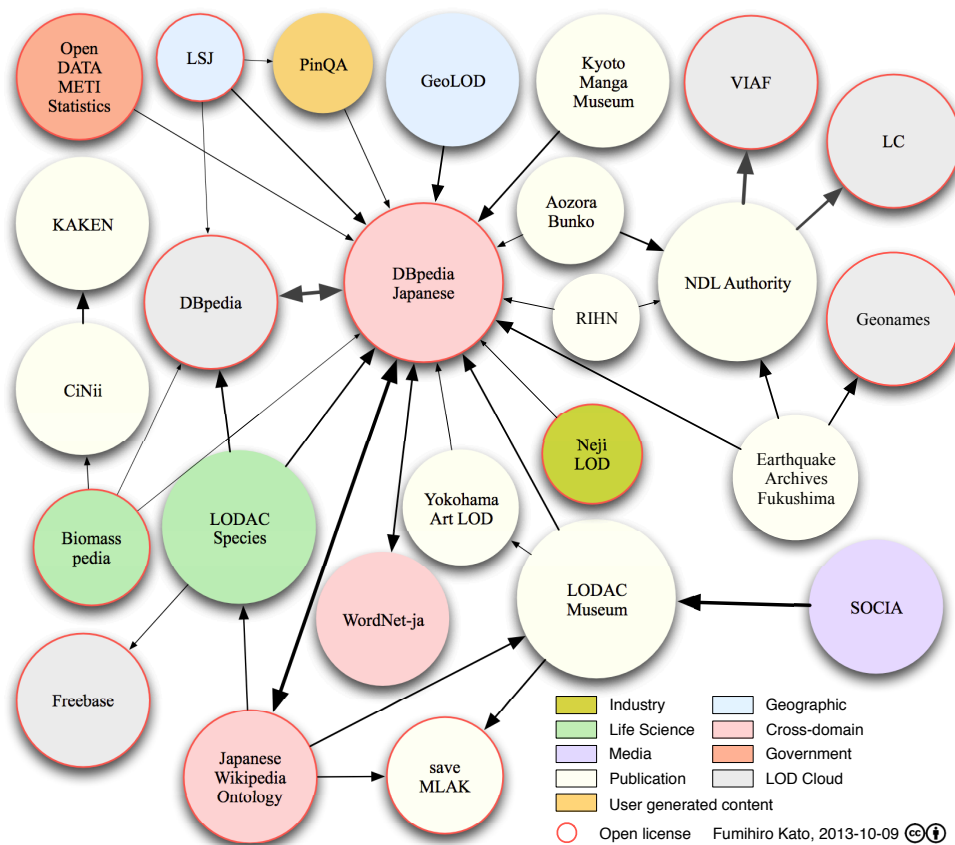 Open
DATA
METI
Statistics
LSJ
PinQA
GeoLOD
Kyoto
Manga
Museum
VIAF
LC
KAKEN
Aozora
Bunko
DBpedia
DBpedia
Japanese
RIHN
NDL Authority
Geonames
CiNii
Neji
LOD
Earthquake
Archives
Fukushima
Biomass
pedia
LODAC
Species
Yokohama
Art LOD
WordNet-ja
LODAC
Museum
SOCIA
Freebase
Japanese
Wikipedia
Ontology
save
MLAK
Industry
Geographic
Life Science
Cross-domain
Media
Government
Publication
LOD Cloud
User generated content
Open license
Fumihiro Kato, 2013-10-09
cc